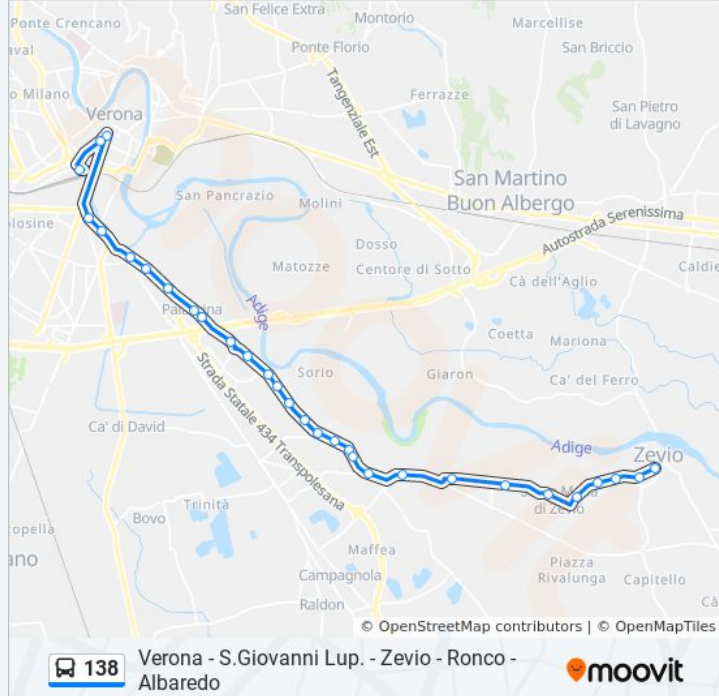 San Felice Extra
Montorio
Ponte Crencano
Marcellise
aval
Ponte Florio
San Briccio
o Milano
Ferrazze
Verona
Tangenziale Est
San Pietro
di Lavagno
San Martino
Buon Albergo
San Pancrazio
Molini
olosine
Autostrada Serenissima
Dosso
Matozze
Centore di Sotto
Caldie
Cà dell'Aglio
Adige
Coetta
Mariona
Sorio
Giaron
Ca' del Ferro
Strada Statale 434 Transpolesana
Ca' di David
Adige
Zevio
Trinità
di Zevio
Bovo
copella
Maffea
Piazza
Rivalunga
Capitello
ano
Campagnola
Raldon
Cà
© OpenStreetMap contributors | © OpenMapTiles
138
Verona - S.Giovanni Lup. - Zevio - Ronco -
Albaredo
moovit